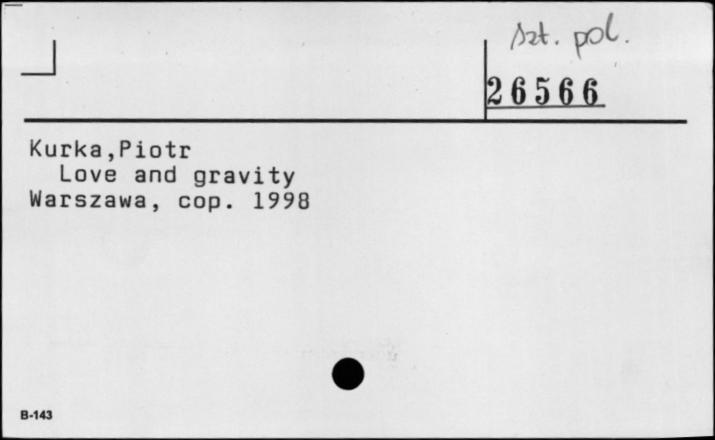 szt. pol.
26566
Kurka,Piotr
Love and gravity
Warszawa, cop. 1998
B-143